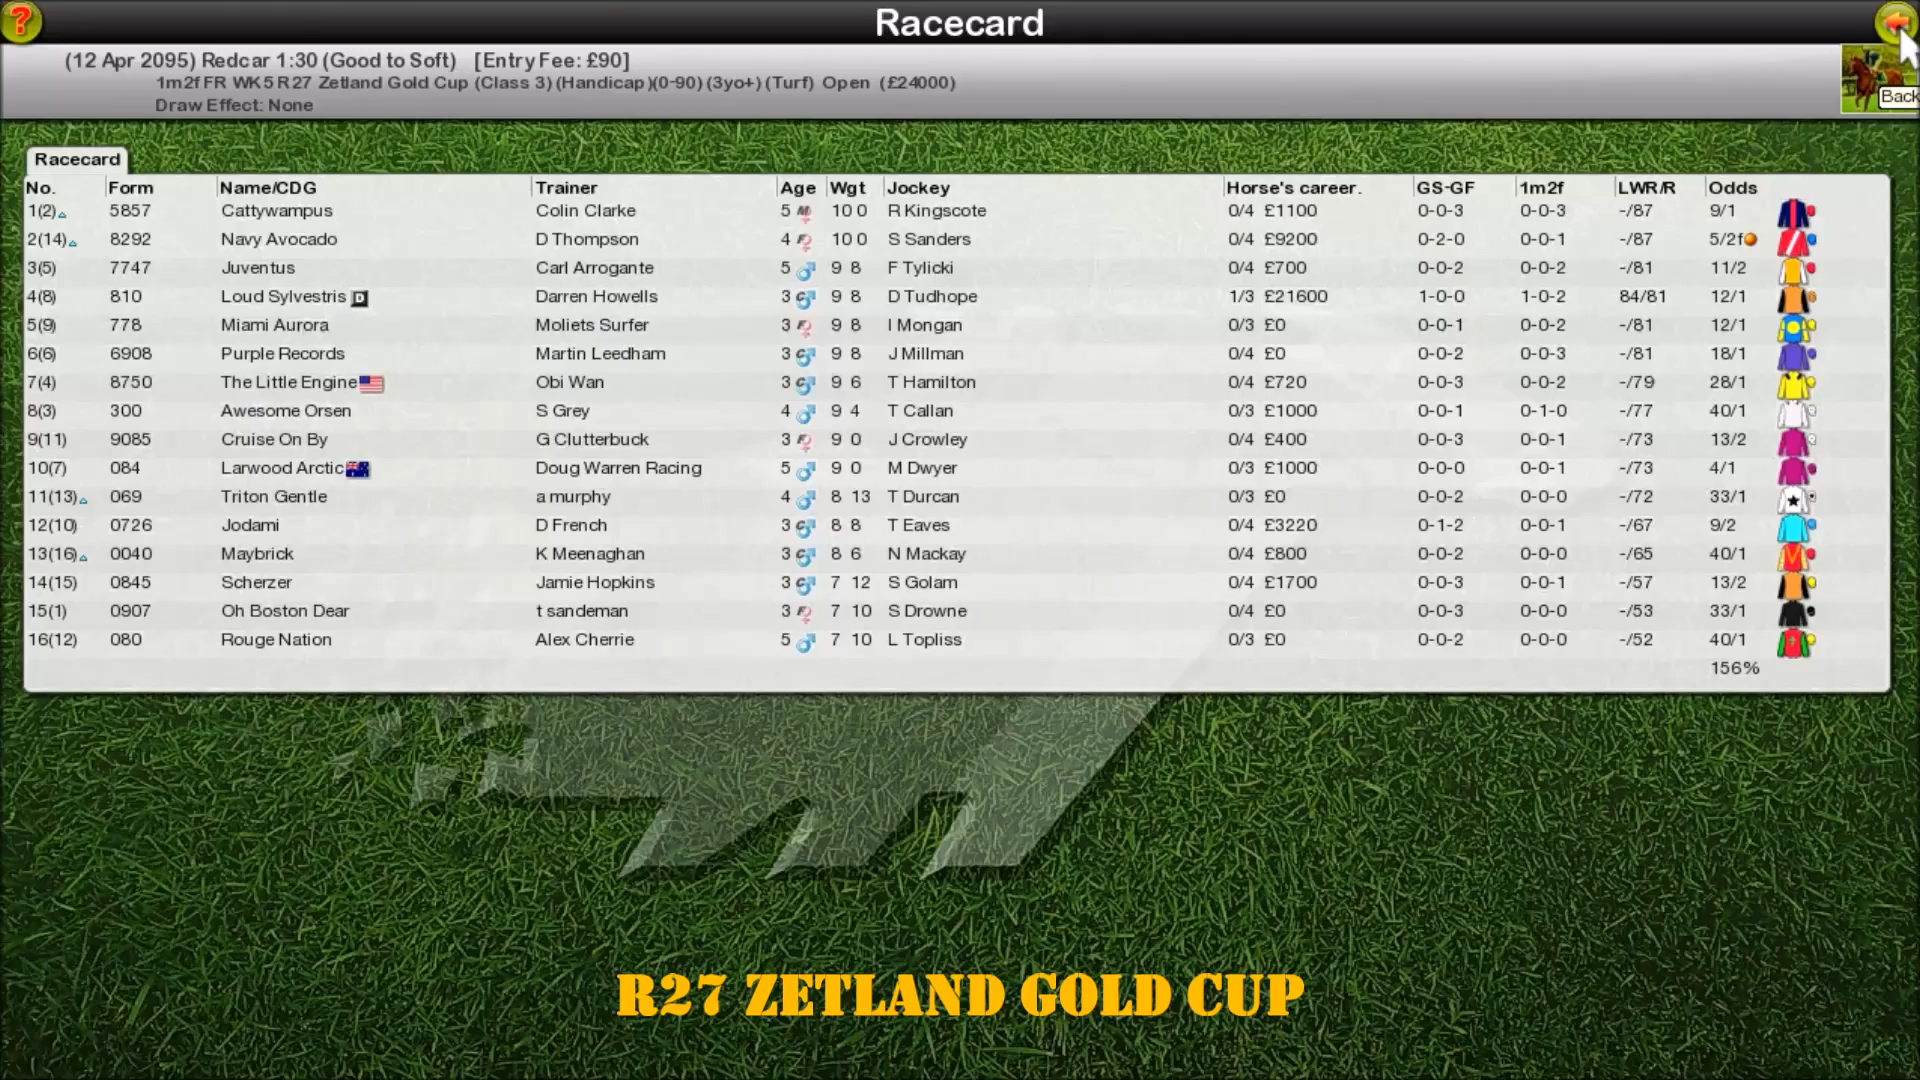 Racecard
(12 Apr 2095) Redcar 1:30 (Good to Soft) [Entry Fee: £90]
1m2f FR WK5 R27 Zetland Gold Cup (Class 3) (Handicap)(0-90) (3yo+) (Turf) Open (£24000)
Draw Effect: None
Back
Racecard
No. Form Name/CDG Trainer Age Wgt Jockey Horse's career. GS-GF 1m2f LWR/R Odds
1(2) 5857 Cattywampus Colin Clarke 5 M 10 0 R Kingscote 0/4 £1100 0-0-3 0-0-3 -/87 9/1
2(14) 8292 Navy Avocado D Thompson 4 F 10 0 S Sanders 0/4 £9200 0-2-0 0-0-1 -/87 5/2f
3(5) 7747 Juventus Carl Arrogante 5 9 8 F Tylicki 0/4 £700 0-0-2 0-0-2 -/81 11/2
4(8) 810 Loud Sylvestris D Darren Howells 3 C 9 8 D Tudhope 1/3 £21600 1-0-0 1-0-2 84/81 12/1
5(9) 778 Miami Aurora Moliets Surfer 3 F 9 8 I Mongan 0/3 £0 0-0-1 0-0-2 -/81 12/1
6(6) 6908 Purple Records Martin Leedham 3 C 9 8 J Millman 0/4 £0 0-0-2 0-0-3 -/81 18/1
7(4) 8750 The Little Engine Obi Wan 3 C 9 6 T Hamilton 0/4 £720 0-0-3 0-0-2 -/79 28/1
8(3) 300 Awesome Orsen S Grey 4 9 4 T Callan 0/3 £1000 0-0-1 0-1-0 -/77 40/1
9(11) 9085 Cruise On By G Clutterbuck 3 F 9 0 J Crowley 0/4 £400 0-0-3 0-0-1 -/73 13/2
10(7) 084 Larwood Arctic Doug Warren Racing 5 9 0 M Dwyer 0/3 £1000 0-0-0 0-0-1 -/73 4/1
11(13) 069 Triton Gentle a murphy 4 8 13 T Durcan 0/3 £0 0-0-2 0-0-0 -/72 33/1
12(10) 0726 Jodami D French 3 C 8 8 T Eaves 0/4 £3220 0-1-2 0-0-1 -/67 9/2
13(16) 0040 Maybrick K Meenaghan 3 C 8 6 N Mackay 0/4 £800 0-0-2 0-0-0 -/65 40/1
14(15) 0845 Scherzer Jamie Hopkins 3 C 7 12 S Golam 0/4 £1700 0-0-3 0-0-1 -/57 13/2
15(1) 0907 Oh Boston Dear t sandeman 3 F 7 10 S Drowne 0/4 £0 0-0-3 0-0-0 -/53 33/1
16(12) 080 Rouge Nation Alex Cherrie 5 7 10 L Topliss 0/3 £0 0-0-2 0-0-0 -/52 40/1
156%
R27 ZETLAND GOLD CUP